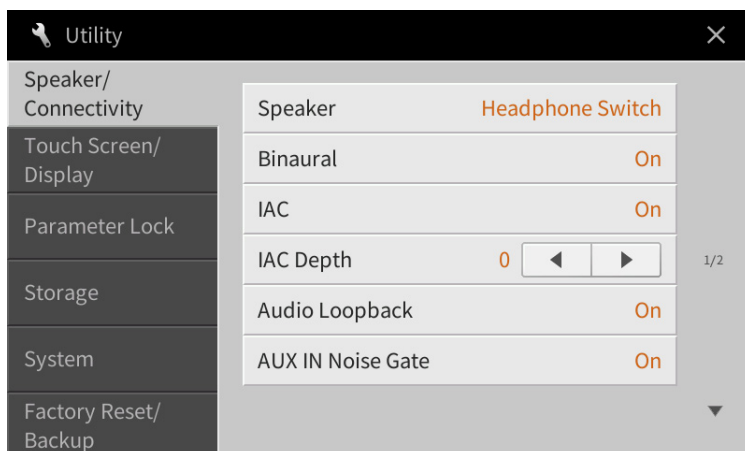 Utility
Speaker/
Connectivity
Touch Screen/
Display
Parameter Lock
Storage
System
Factory Reset/
Backup
Speaker Headphone Switch
Binaural On
IAC On
IAC Depth 0
Audio Loopback On
AUX IN Noise Gate On
1/2